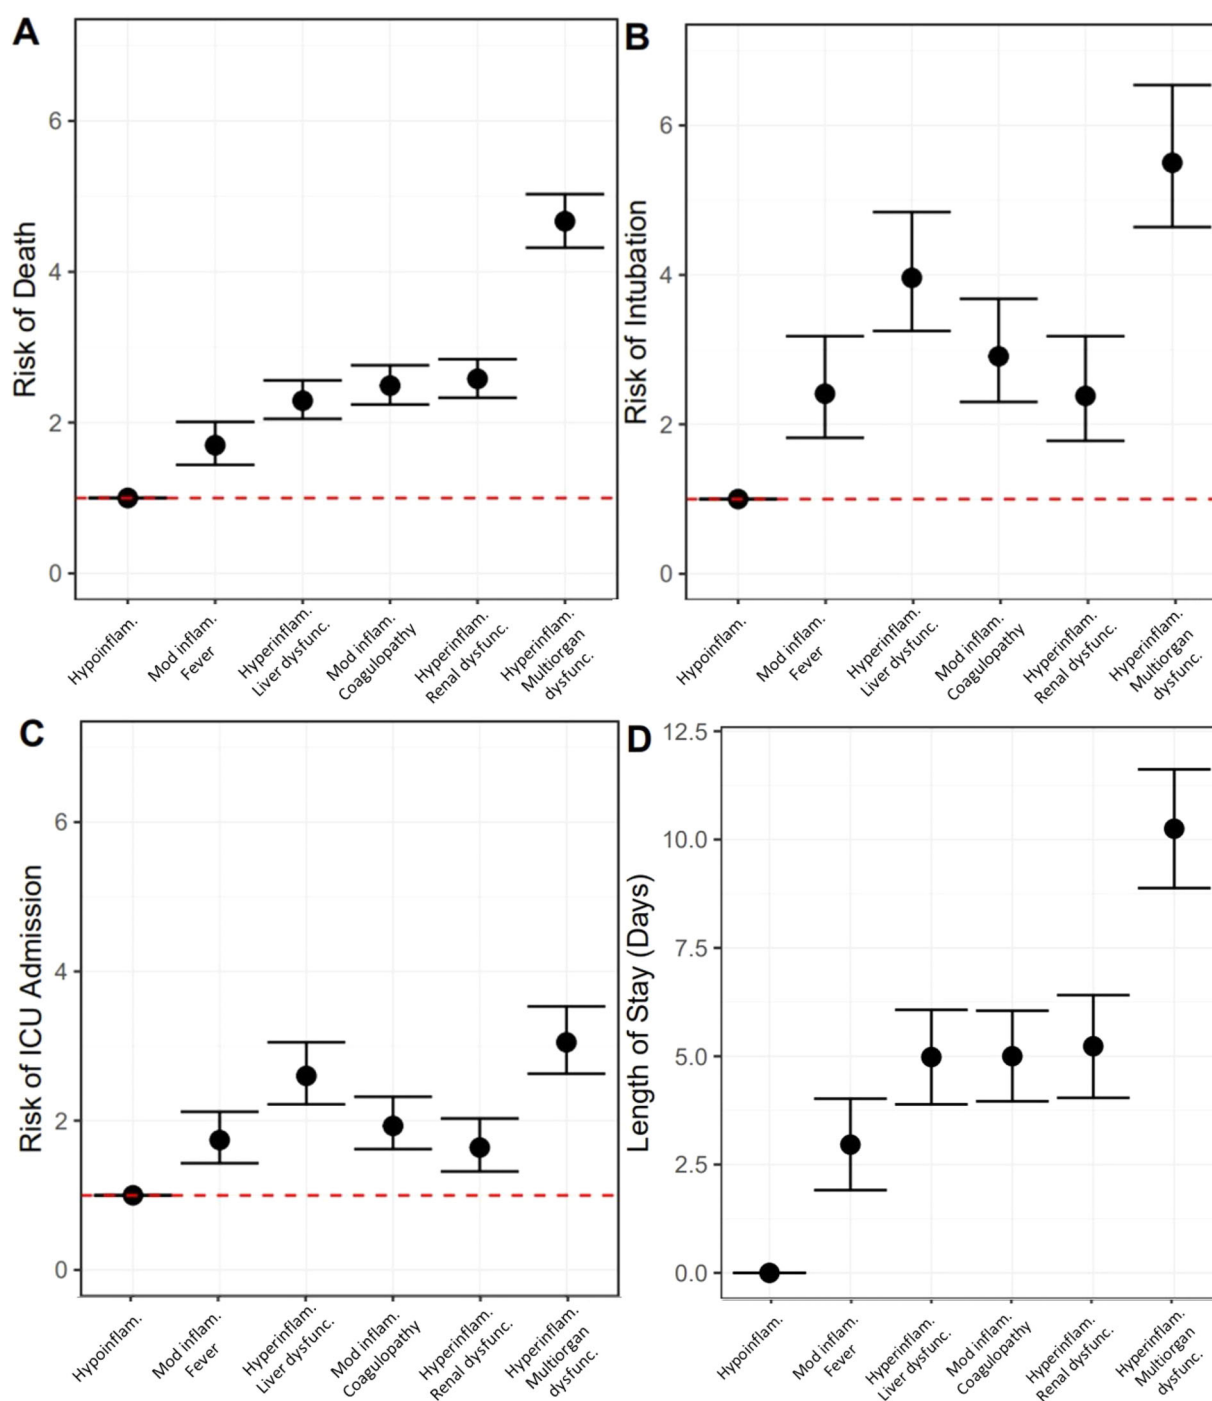 A
Risk of Death
6
4
2
0
Hypoinflam.
Mod inflam.
Fever
Hyperinflam.
Liver dysfunc.
Mod inflam.
Coagulopathy
Hyperinflam.
Renal dysfunc.
Hyperinflam.
Multiorgan
dysfunc.
B
Risk of Intubation
6
4
2
0
Hypoinflam.
Mod inflam.
Fever
Hyperinflam.
Liver dysfunc.
Mod inflam.
Coagulopathy
Hyperinflam.
Renal dysfunc.
Hyperinflam.
Multiorgan
dysfunc.
C
Risk of ICU Admission
6
4
2
0
Hypoinflam.
Mod inflam.
Fever
Hyperinflam.
Liver dysfunc.
Mod inflam.
Coagulopathy
Hyperinflam.
Renal dysfunc.
Hyperinflam.
Multiorgan
dysfunc.
D
Length of Stay (Days)
12.5
10.0
7.5
5.0
2.5
0.0
Hypoinflam.
Mod inflam.
Fever
Hyperinflam.
Liver dysfunc.
Mod inflam.
Coagulopathy
Hyperinflam.
Renal dysfunc.
Hyperinflam.
Multiorgan
dysfunc.